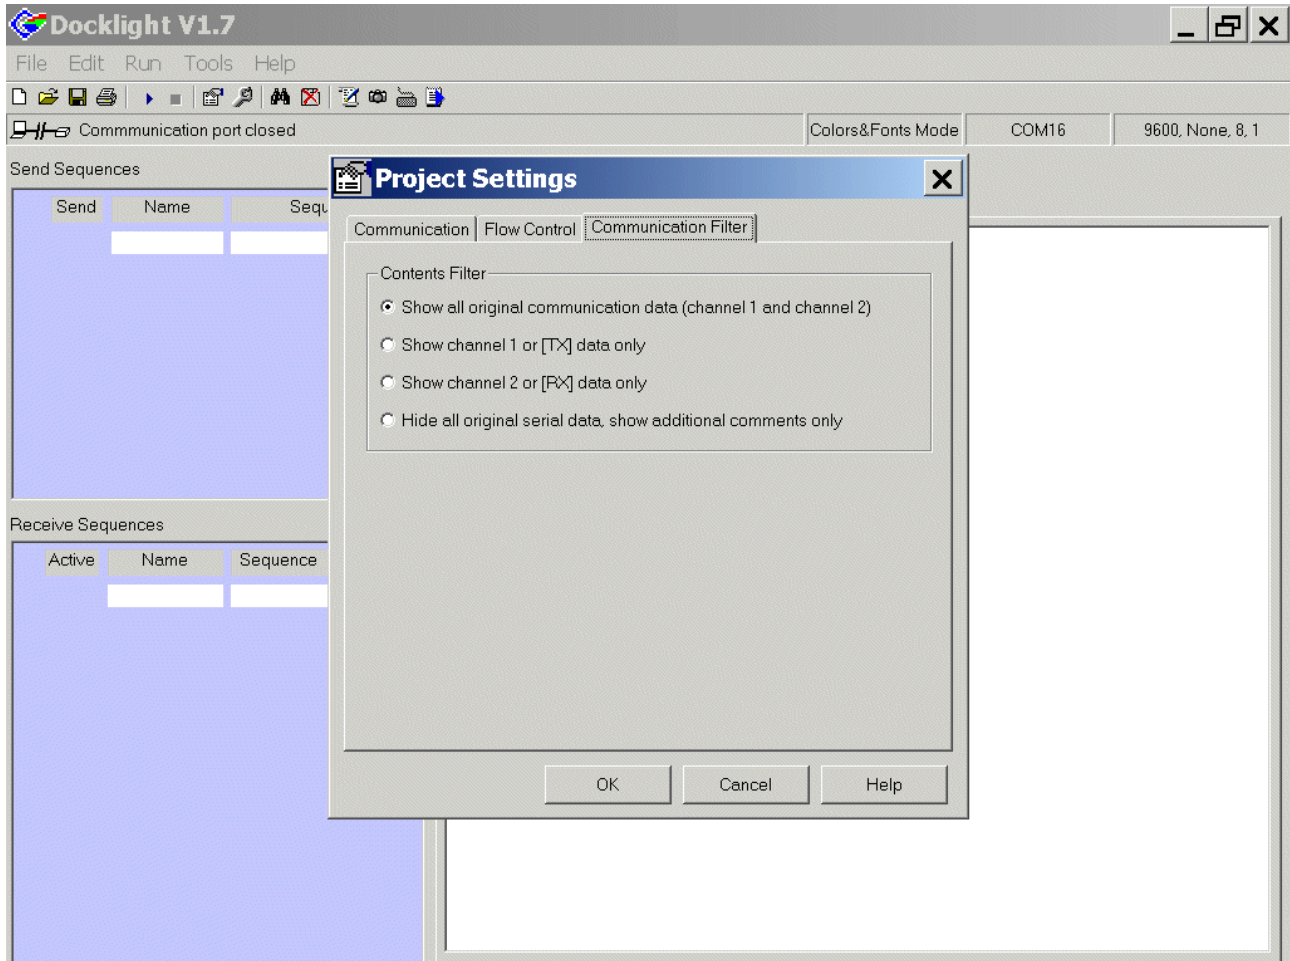 Docklight V1.7
File Edit Run Tools Help
Commmunication port closed
Colors&Fonts Mode
COM16
9600, None, 8, 1
Send Sequences
Send Name Sequ
Project Settings
Communication Flow Control Communication Filter
Contents Filter
Show all original communication data (channel 1 and channel 2)
Show channel 1 or [TX] data only
Show channel 2 or [RX] data only
Hide all original serial data, show additional comments only
Receive Sequences
Active Name Sequence
OK Cancel Help